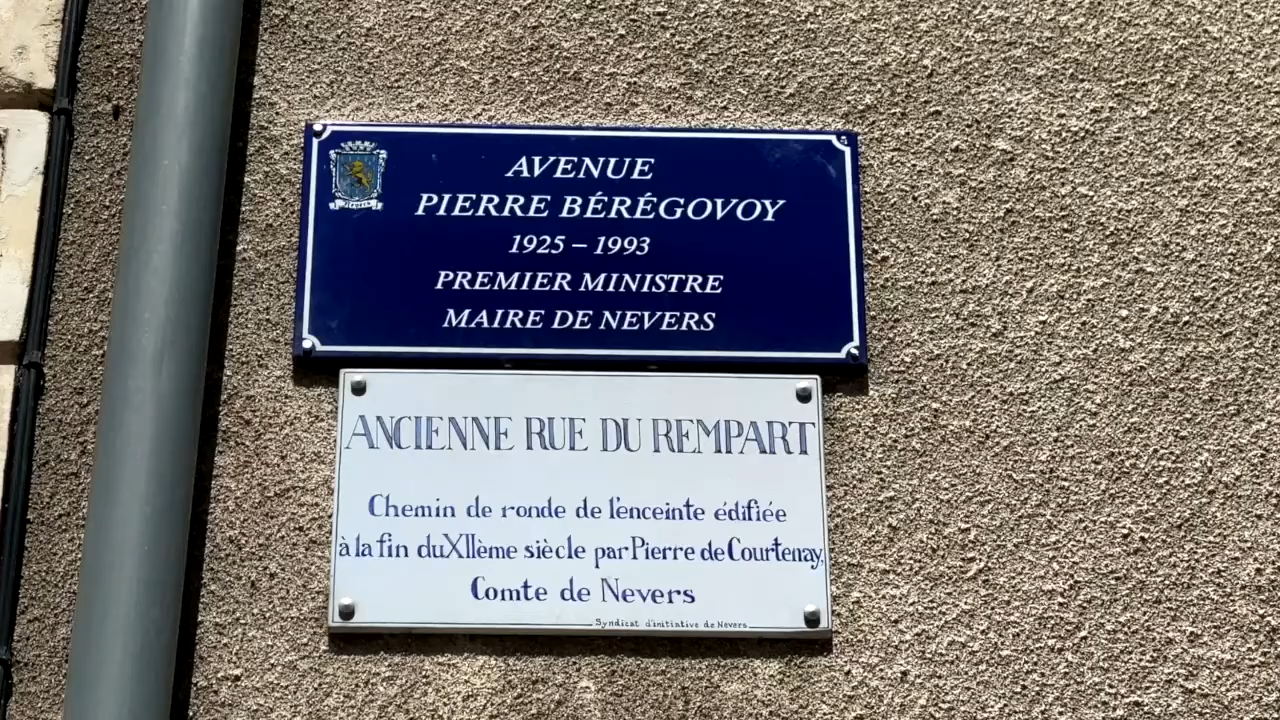 AVENUE
PIERRE BÉRÉGOVOY
1925 – 1993
PREMIER MINISTRE
MAIRE DE NEVERS
Nevers
ANCIENNE RUE DU REMPART
Chemin de ronde de l'enceinte édifiée
à la fin du XIIème siècle par Pierre de Courtenay,
Comte de Nevers
Syndicat d'initiative de Nevers